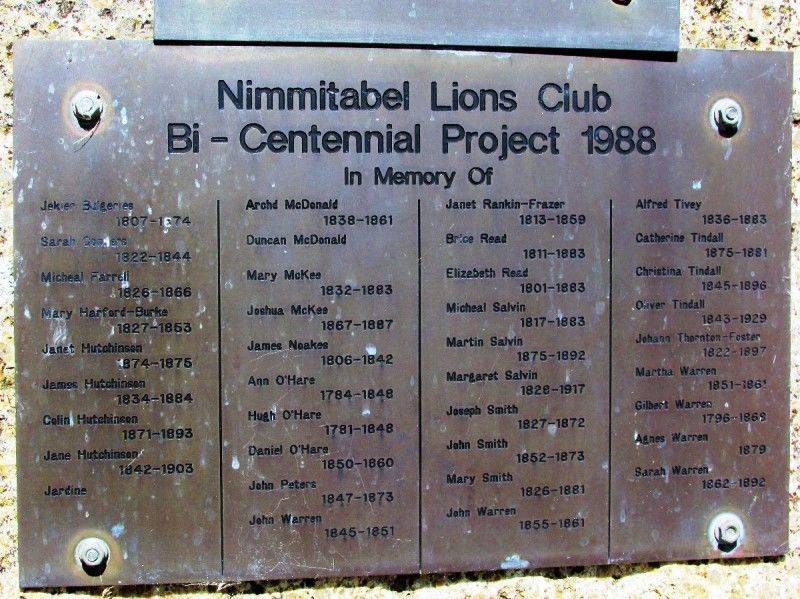 Nimmitabel Lions Club
Bi - Centennial Project 1988
In Memory Of
1807-1874
Sarah
1822-1844
Micheal Farrell
1826-1866
Mary Harford-Burke
1827-1853
Janet Hutchinson
1874-1875
James Hutchinson
1834-1884
Colin Hutchinson
1871-1893
Jane Hutchinson
1842-1903
Jardine
Archd McDonald
1838-1861
Duncan McDonald
Mary McKee
1832-1883
Joshua McKee
1867-1887
James Noakes
1806-1842
Ann O'Hare
1784-1848
Hugh O'Hare
1781-1848
Daniel O'Hare
1850-1860
John Peters
1847-1873
John Warren
1845-1851
Janet Rankin-Frazer
1813-1859
Brice Read
1811-1883
Elizabeth Read
1801-1883
Micheal Salvin
1817-1883
Martin Salvin
1875-1892
Margaret Salvin
1828-1917
Joseph Smith
1827-1872
John Smith
1852-1873
Mary Smith
1826-1881
John Warren
1855-1861
Alfred Tivey
1836-1883
Catherine Tindall
1875-1881
Christina Tindall
1845-1896
Oliver Tindall
1843-1929
Johann Thornton-Foster
1822-1897
Martha Warren
1851-1861
Gilbert Warren
1796-1868
Agnes Warren
1879
Sarah Warren
1862-1892